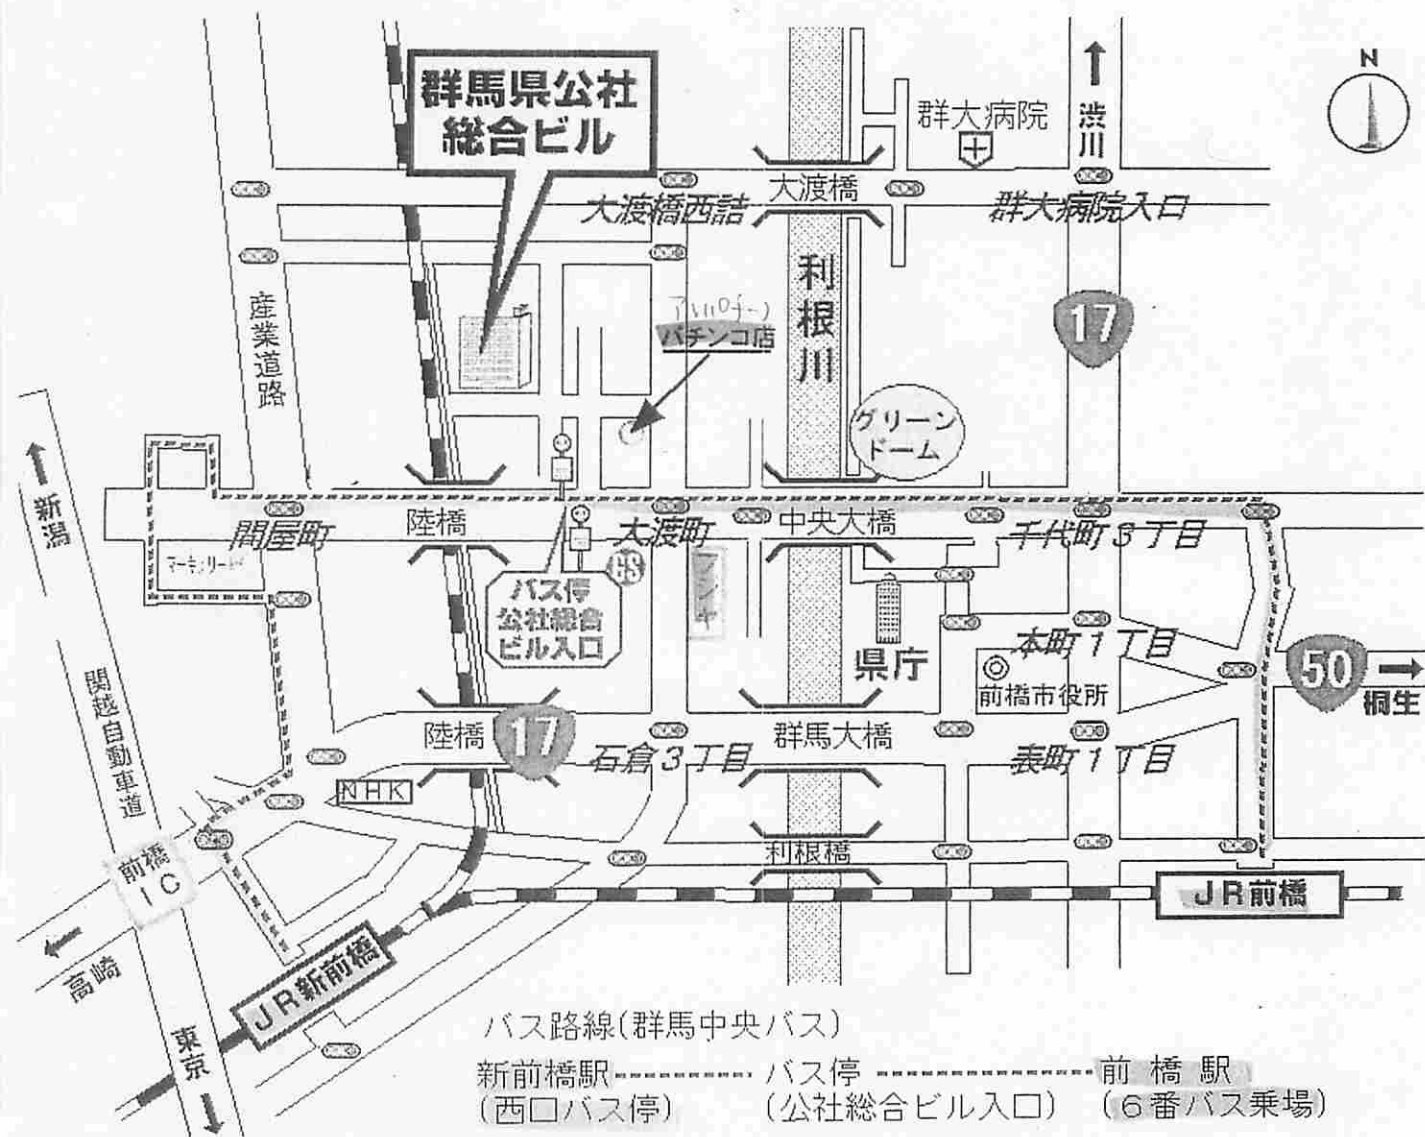 群馬県公社
総合ビル
群大病院
渋川
N
大渡橋
大渡橋西詰
群大病院入口
産業道路
利根川
17
パチンコ店
グリーン
ドーム
新潟
問屋町
陸橋
大渡町
中央大橋
千代町3丁目
GS
フシヤ
バス停
公社総合
ビル入口
県庁
本町1丁目
前橋市役所
50
桐生
関越自動車道
陸橋
17
石倉3丁目
群馬大橋
表町1丁目
NHK
利根橋
前橋
IC
JR前橋
高崎
JR新前橋
東京
バス路線(群馬中央バス)
新前橋駅 バス停 前橋駅
(西口バス停) (公社総合ビル入口) (6番バス乗場)